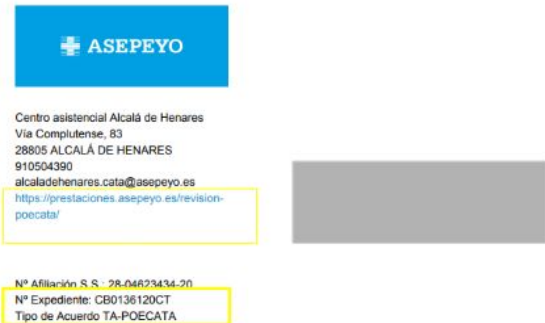 ASEPEYO
Centro asistencial Alcalá de Henares
Vía Complutense, 83
28805 ALCALÁ DE HENARES
910504390
alcaladehenares.cata@asepeyo.es
https://prestaciones.asepeyo.es/revision-
poecata/
Nº Afiliación S.S.: 28-04623434-20
Nº Expediente: CB0136120CT
Tipo de Acuerdo TA-POECATA